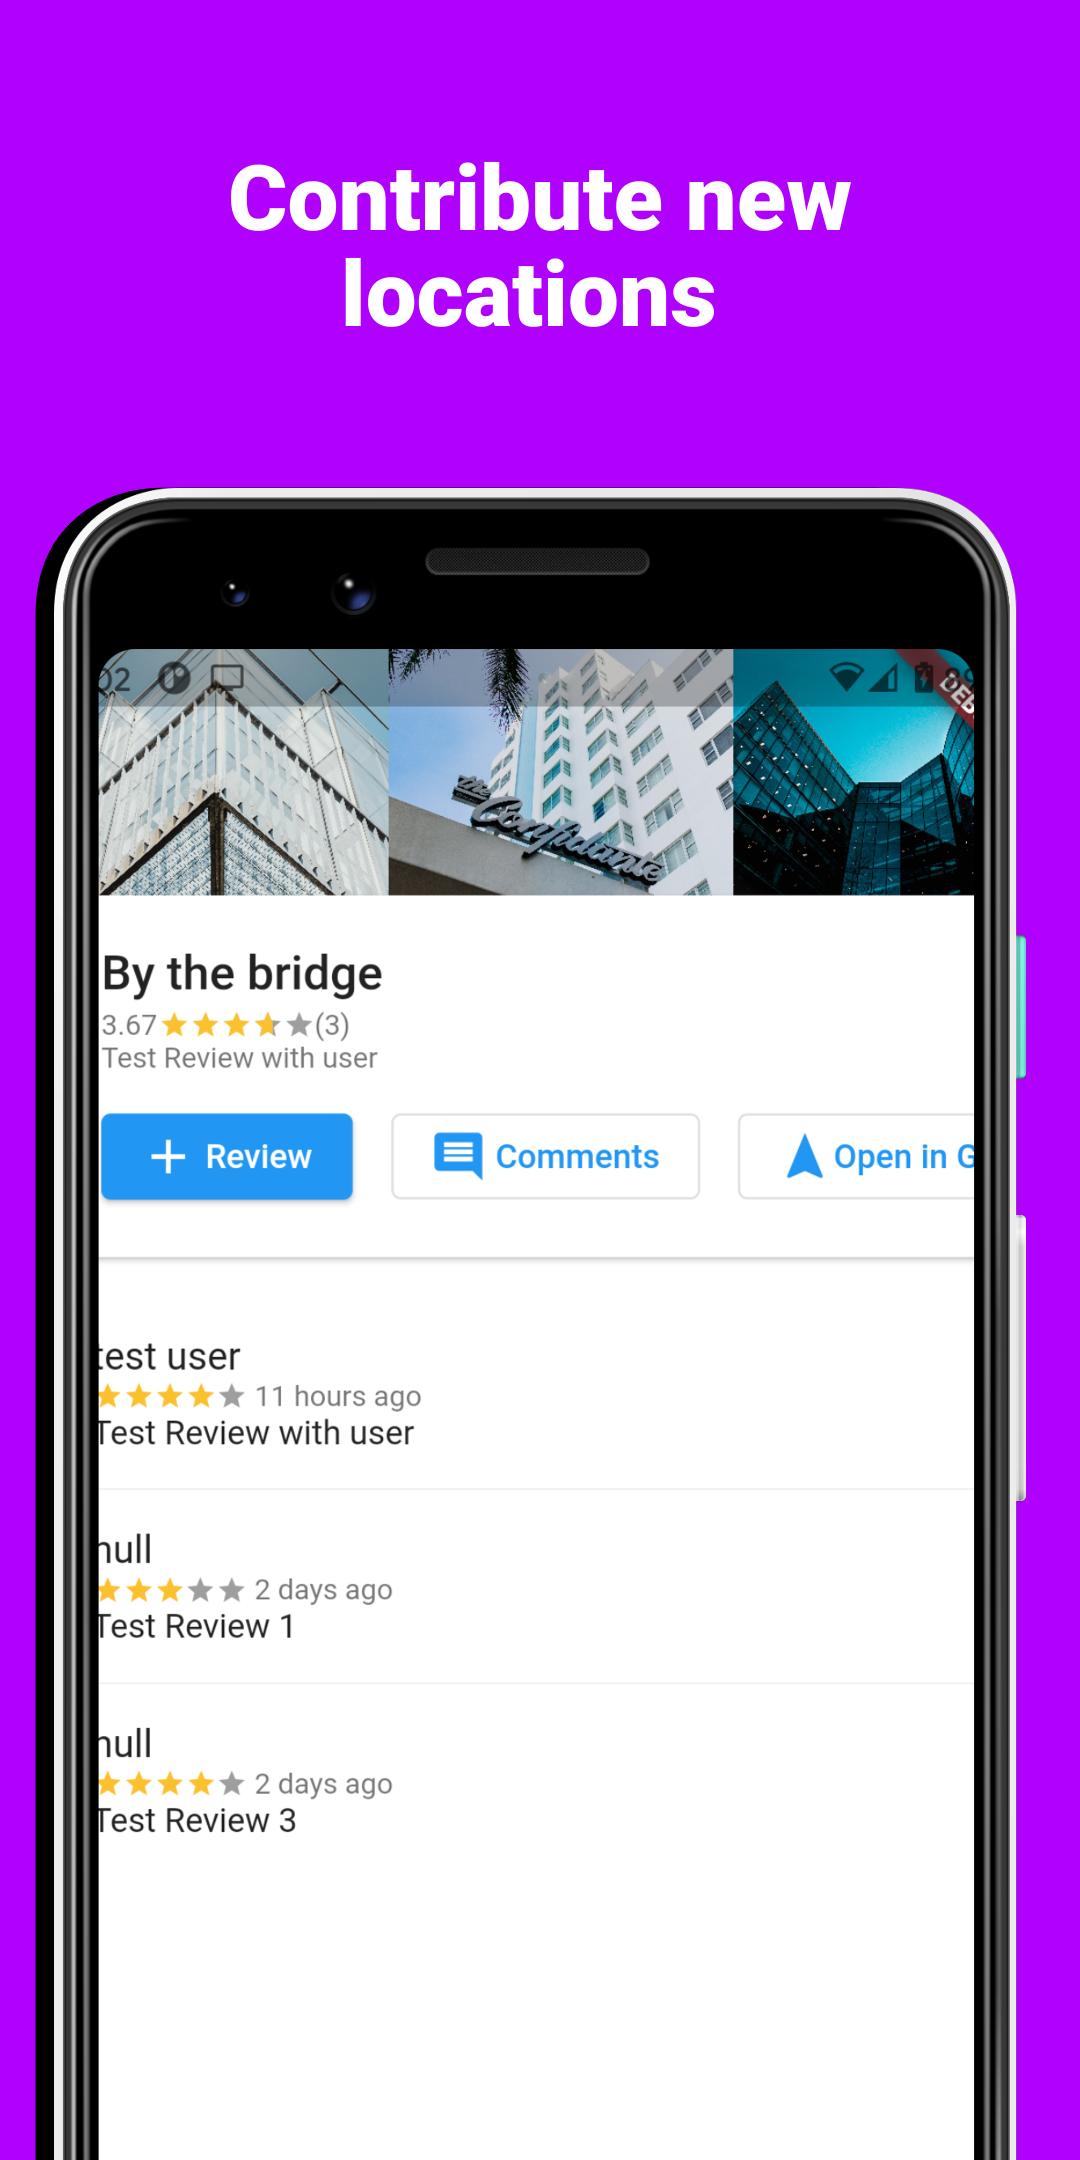 Contribute new
locations
02
DEB
the
Confidante
By the bridge
3.67 (3)
Test Review with user
Review
Comments
Open in G
test user
11 hours ago
Test Review with user
null
2 days ago
Test Review 1
null
2 days ago
Test Review 3